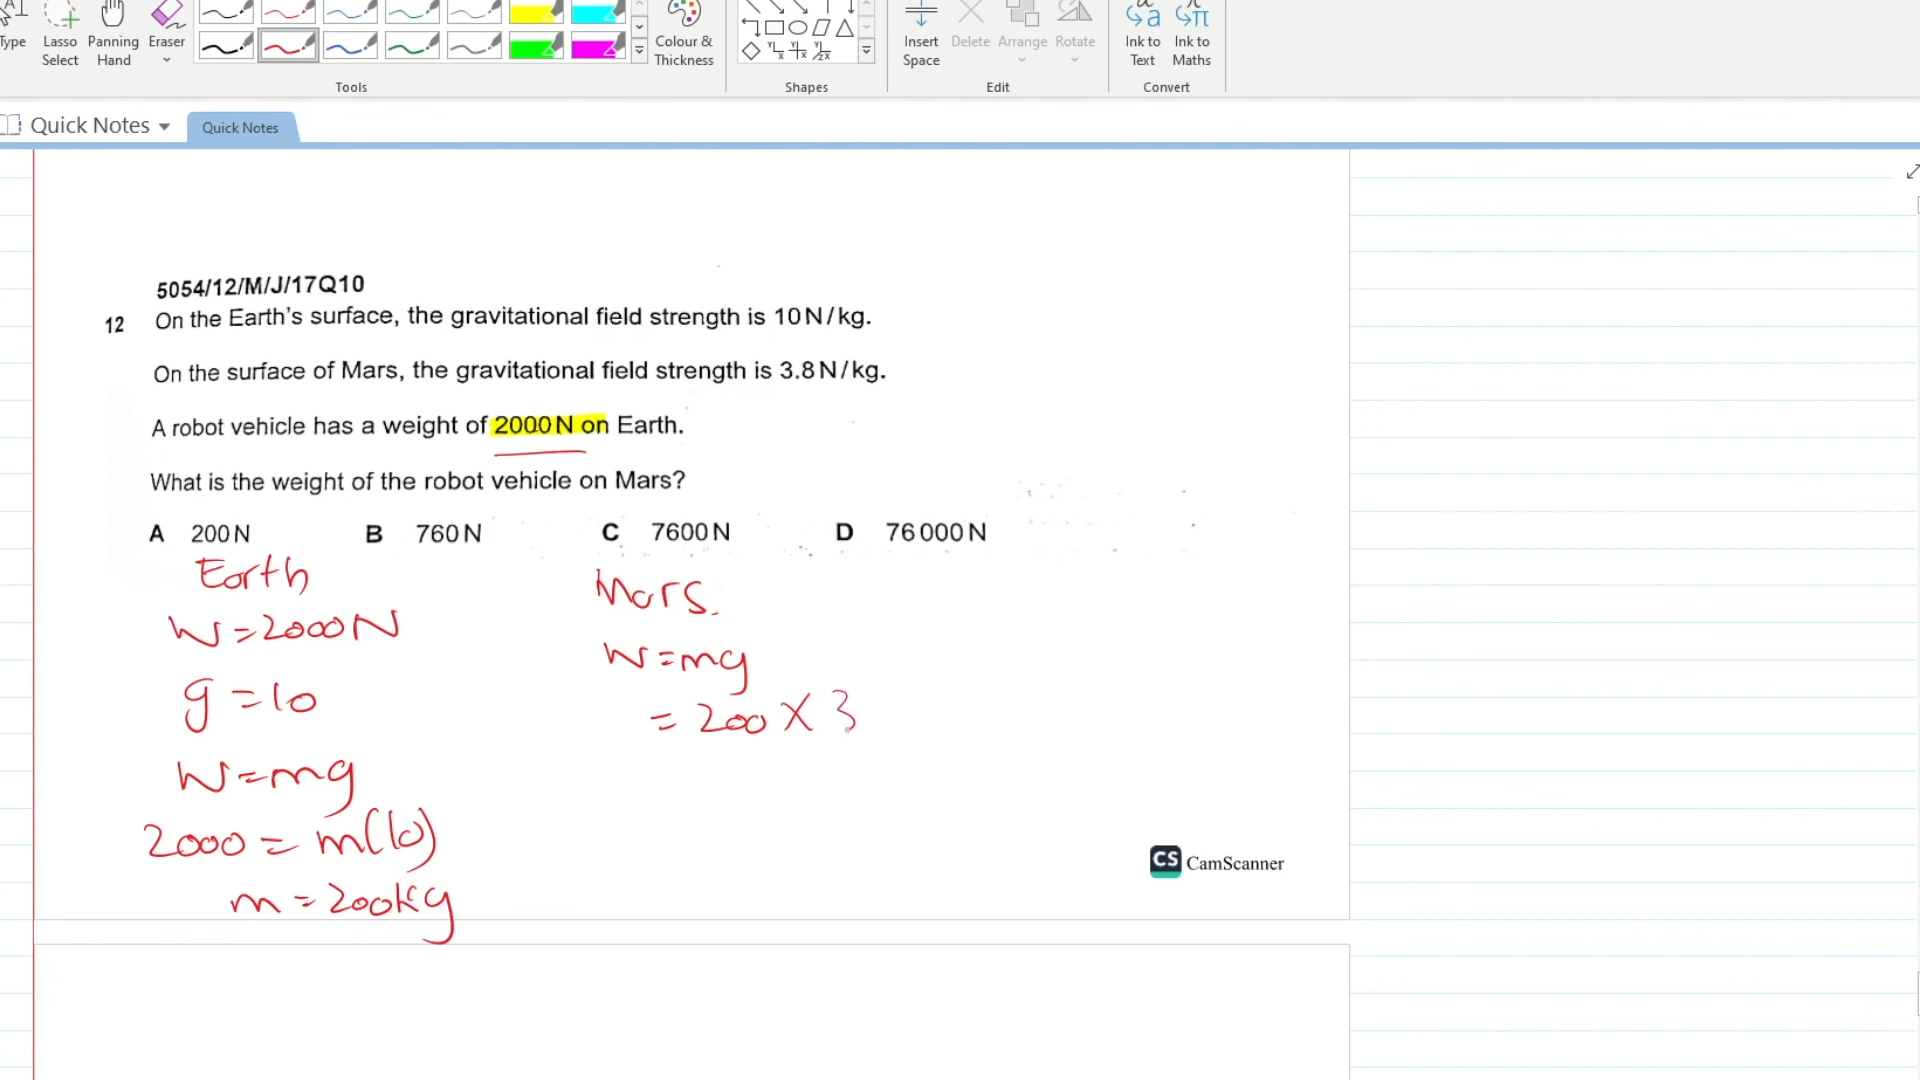 Type
Lasso Select
Panning Hand
Eraser
Colour & Thickness
Insert Space
Delete
Arrange
Rotate
Ink to Text
Ink to Maths
Tools
Shapes
Edit
Convert
Quick Notes
Quick Notes
5054/12/M/J/17Q10
12 On the Earth's surface, the gravitational field strength is 10 N/kg.
On the surface of Mars, the gravitational field strength is 3.8 N/kg.
A robot vehicle has a weight of 2000 N on Earth.
What is the weight of the robot vehicle on Mars?
A 200 N B 760 N C 7600 N D 76 000 N
Earth
W = 2000 N
g = 10
W = mg
2000 = m(10)
m = 200kg
Mars.
W = mg
= 200 X 3
CS CamScanner